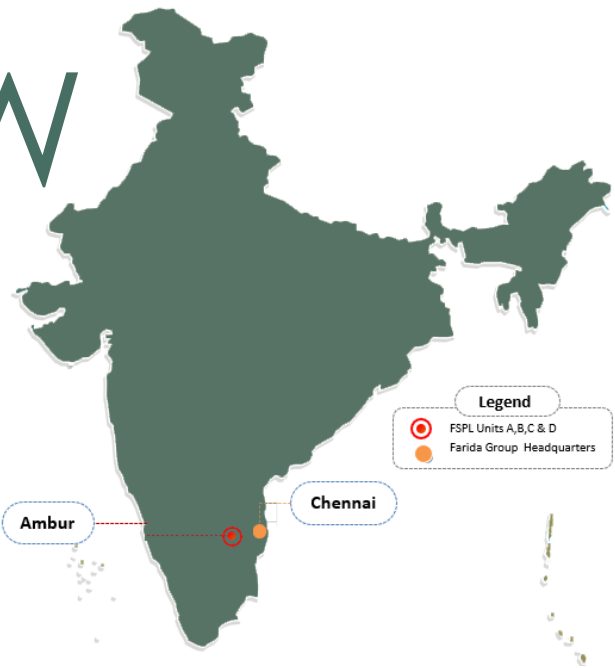 W
Legend
FSPL Units A,B,C & D
Farida Group Headquarters
Chennai
Ambur